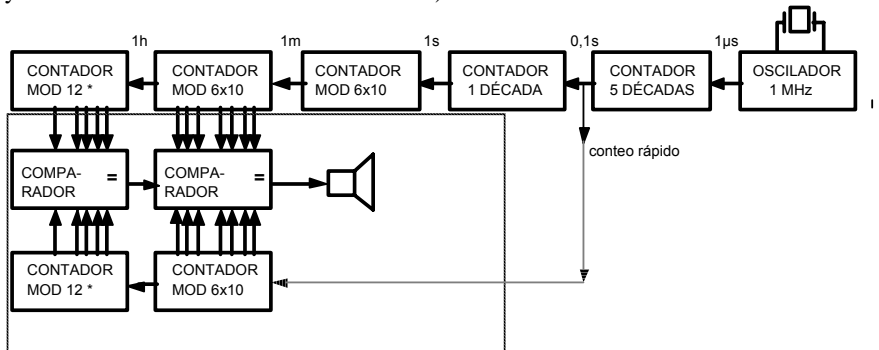 1h
1m
1s
0,1s
1µs
CONTADOR
MOD 12 *
CONTADOR
MOD 6x10
CONTADOR
MOD 6x10
CONTADOR
1 DÉCADA
CONTADOR
5 DÉCADAS
OSCILADOR
1 MHz
conteo rápido
COMPA-
RADOR
=
COMPA-
RADOR
=
CONTADOR
MOD 12 *
CONTADOR
MOD 6x10